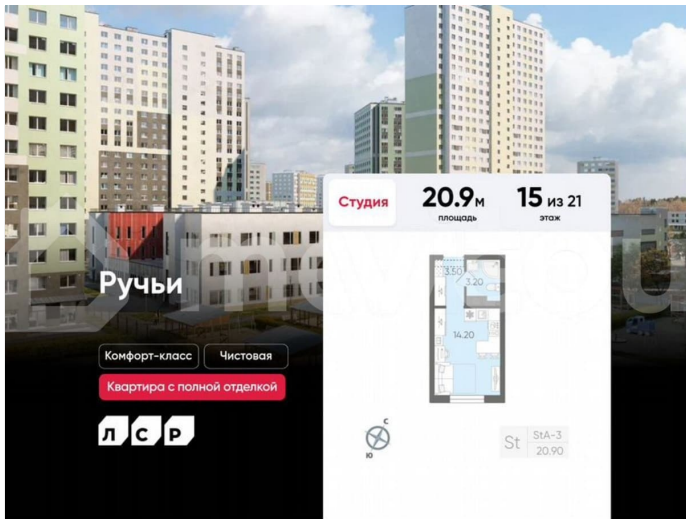 Студия
20.9 м
площадь
15 из 21
этаж
Ручьи
3.50
3.20
14.20
Комфорт-класс
Чистовая
Квартира с полной отделкой
ЛСР
С
Ю
St
StA-3
20.90